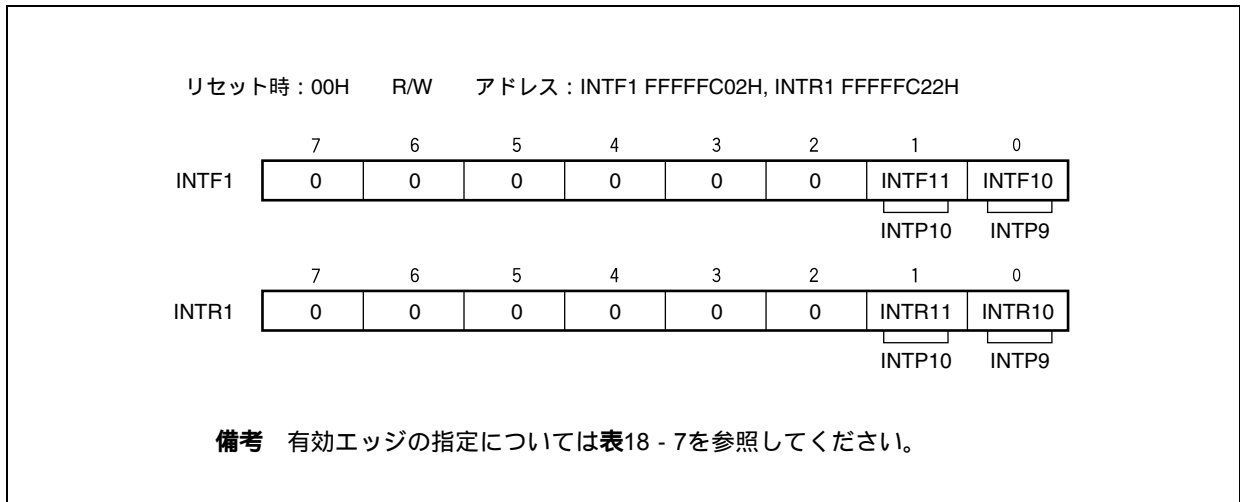 リセット時：00H R/W アドレス：INTF1 FFFFFC02H, INTR1 FFFFFC22H
7 6 5 4 3 2 1 0
INTF1 0 0 0 0 0 0 INTF11 INTF10
INTP10 INTP9
7 6 5 4 3 2 1 0
INTR1 0 0 0 0 0 0 INTR11 INTR10
INTP10 INTP9
備考 有効エッジの指定については表18 - 7を参照してください。